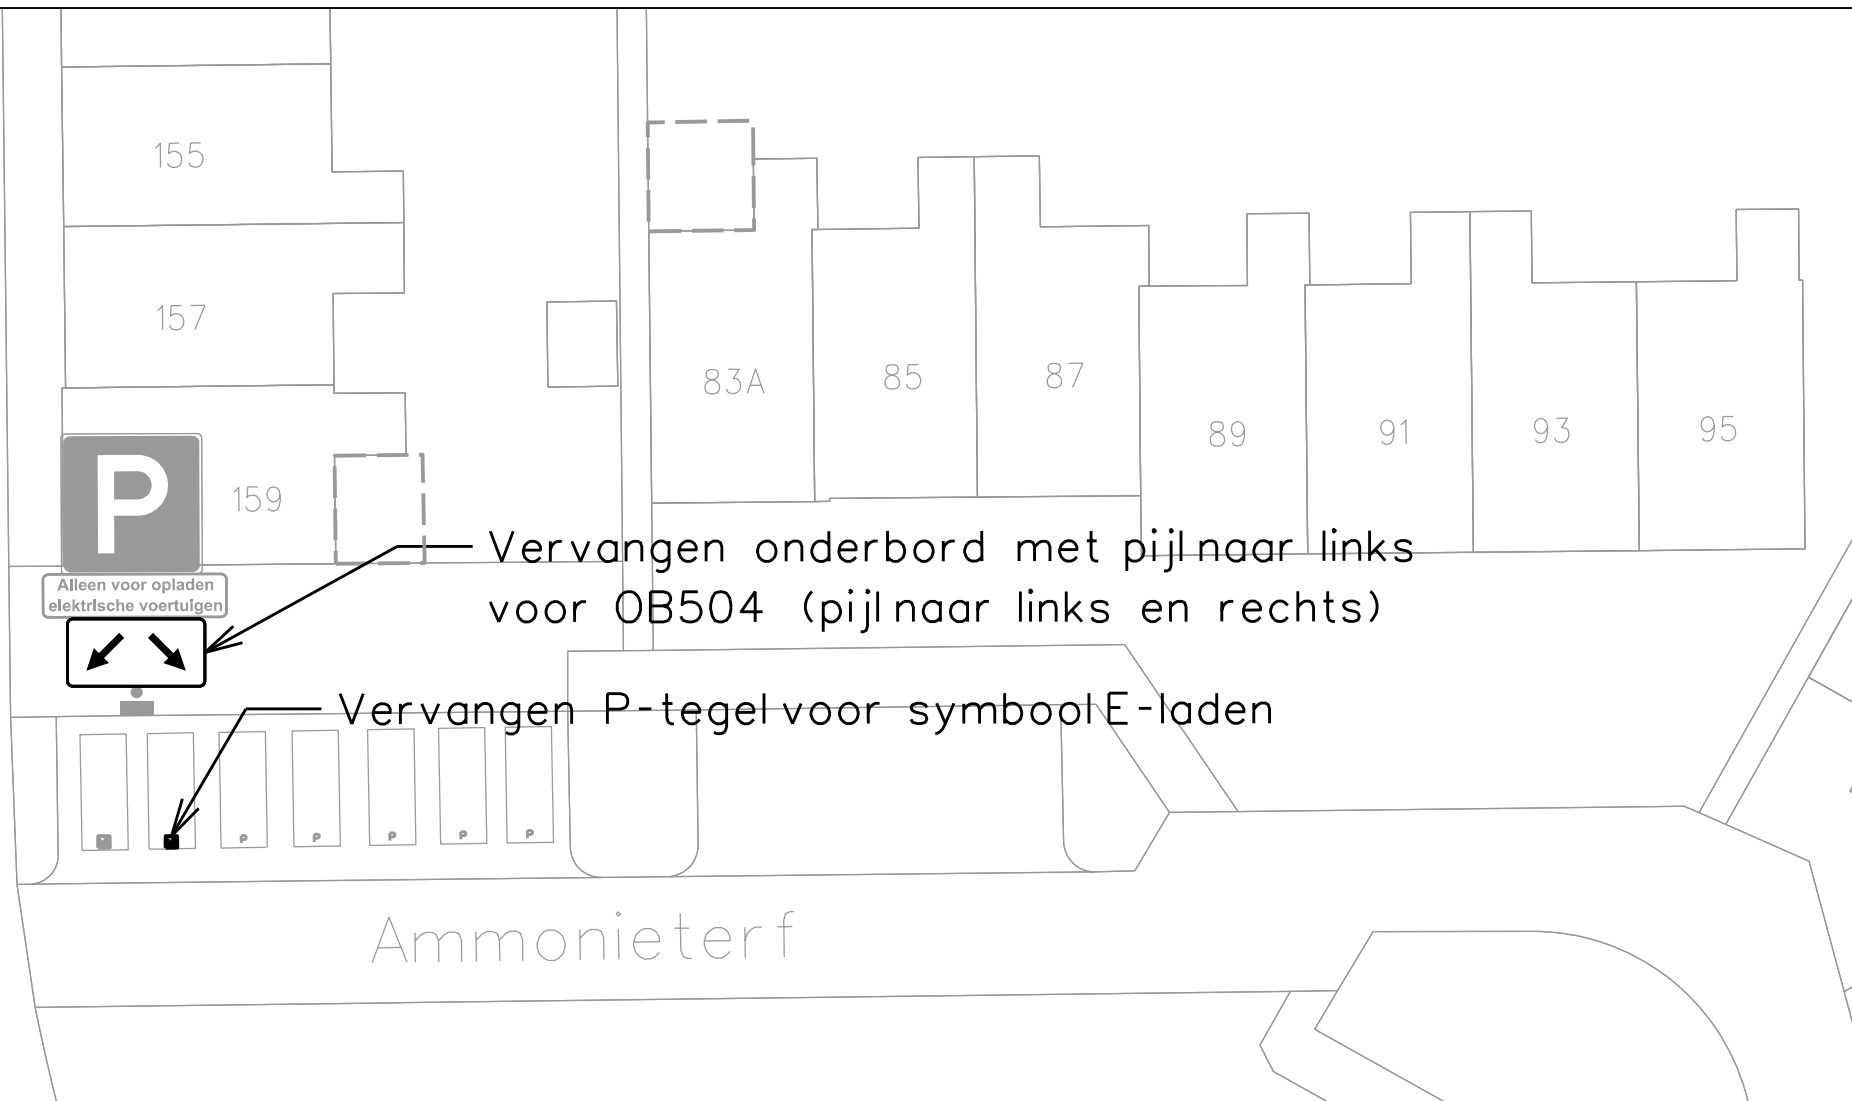 155
157
83A
85
87
89
91
93
95
P
159
Alleen voor opladen
elektrische voertuigen
Vervangen onderbord met pijl naar links
voor OB504 (pijl naar links en rechts)
Vervangen P-tegel voor symbool E-laden
P
P
P
P
P
Ammonieterf